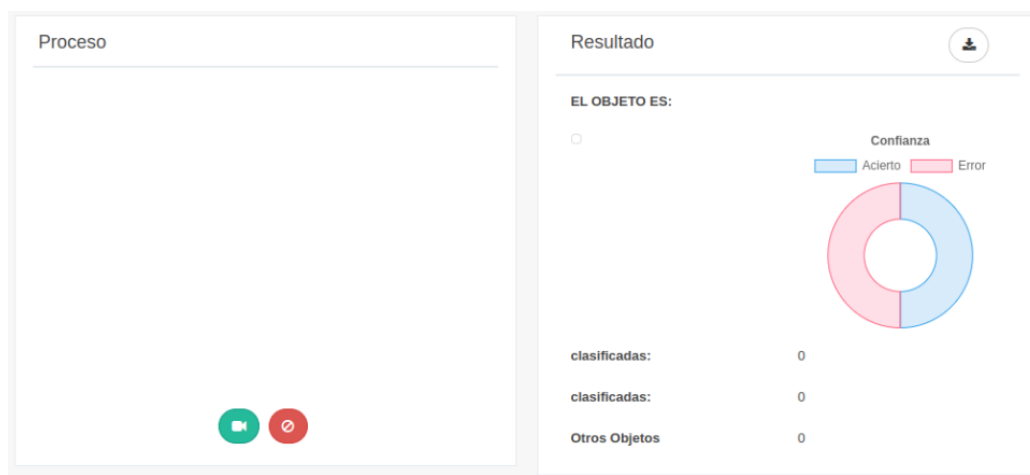 Proceso
Resultado
EL OBJETO ES:
Confianza
Acierto Error
clasificadas: 0
clasificadas: 0
Otros Objetos 0